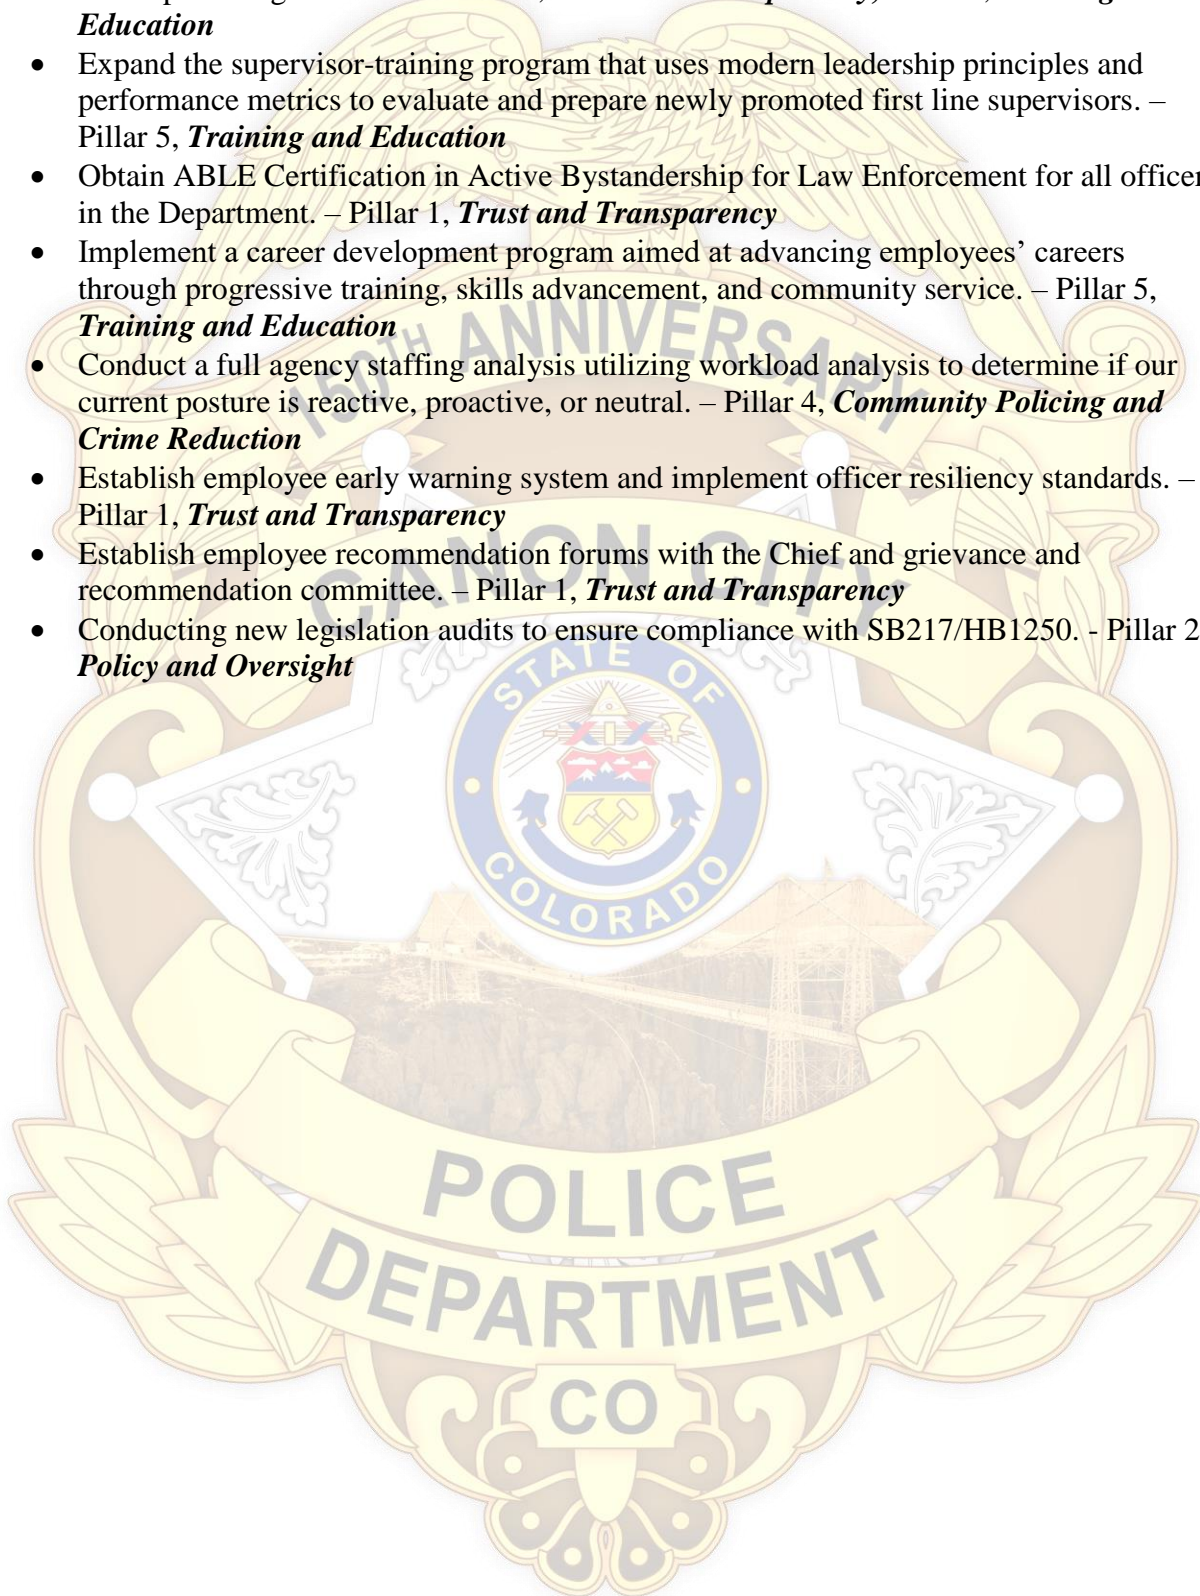 Education
• Expand the supervisor-training program that uses modern leadership principles and
performance metrics to evaluate and prepare newly promoted first line supervisors. –
Pillar 5, Training and Education
• Obtain ABLE Certification in Active Bystandership for Law Enforcement for all officer
in the Department. – Pillar 1, Trust and Transparency
• Implement a career development program aimed at advancing employees’ careers
through progressive training, skills advancement, and community service. – Pillar 5,
Training and Education
• Conduct a full agency staffing analysis utilizing workload analysis to determine if our
current posture is reactive, proactive, or neutral. – Pillar 4, Community Policing and
Crime Reduction
• Establish employee early warning system and implement officer resiliency standards. –
Pillar 1, Trust and Transparency
• Establish employee recommendation forums with the Chief and grievance and
recommendation committee. – Pillar 1, Trust and Transparency
• Conducting new legislation audits to ensure compliance with SB217/HB1250. - Pillar 2
Policy and Oversight
150TH ANNIVERSARY
CANON CITY
STATE OF
COLORADO
POLICE
DEPARTMENT
CO